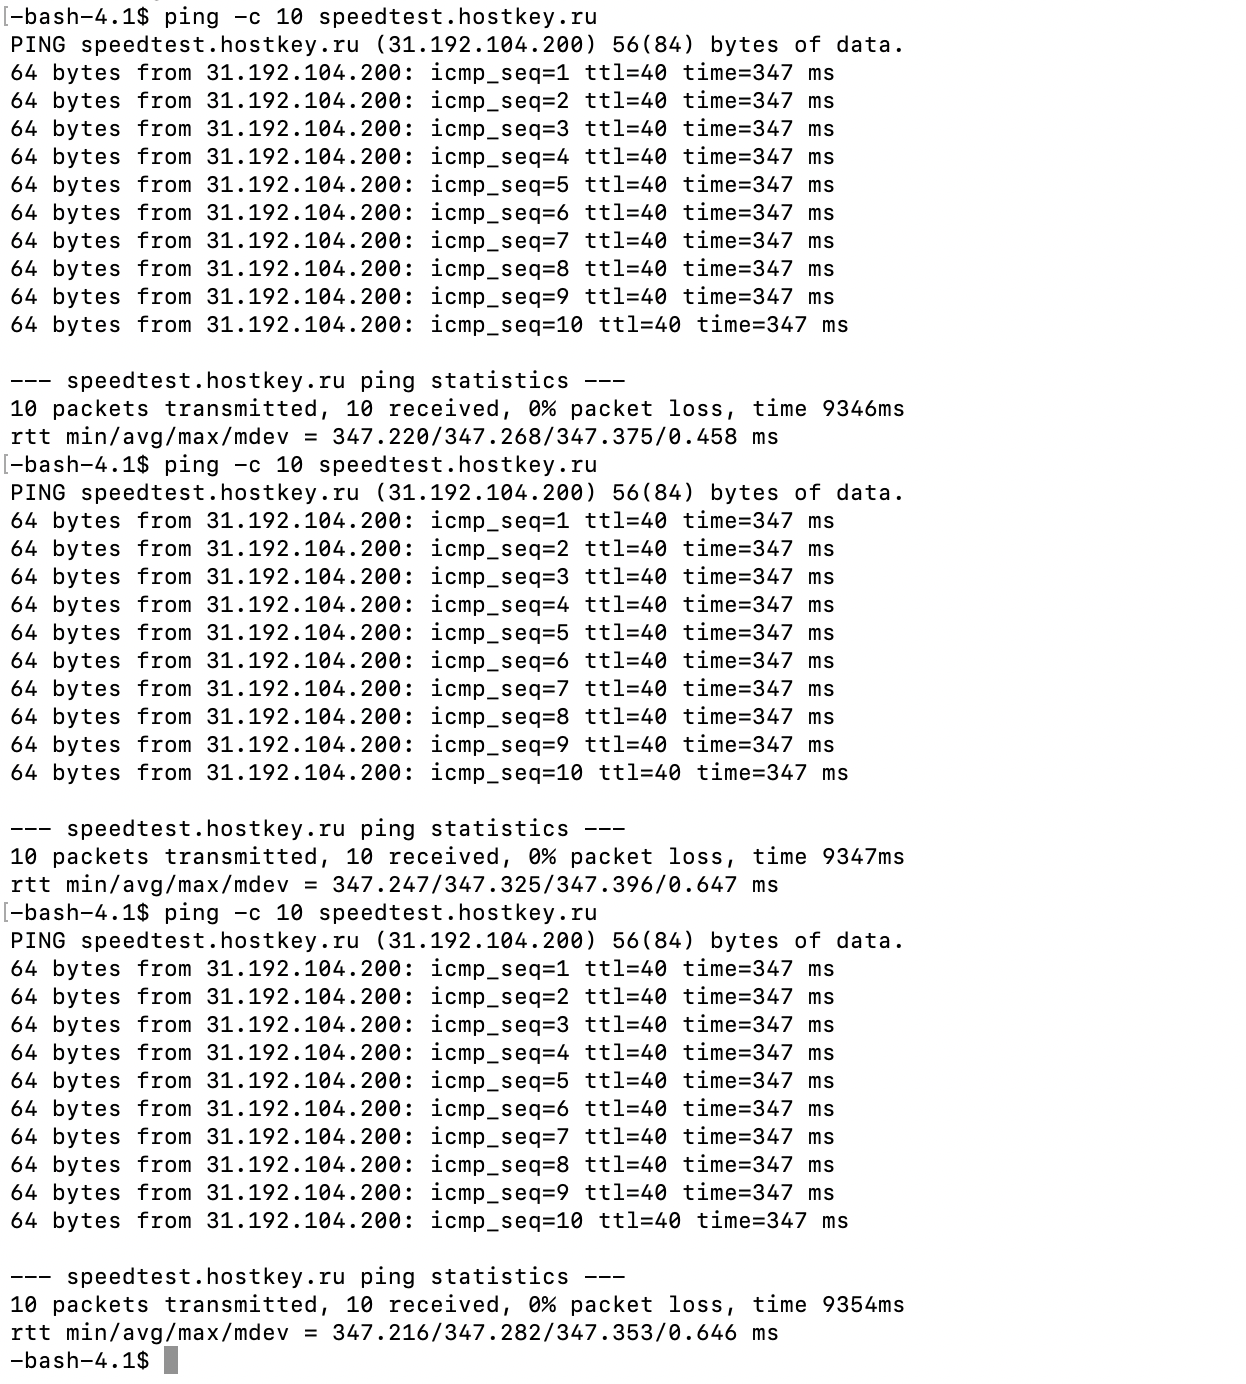 [-bash-4.1$ ping -c 10 speedtest.hostkey.ru
PING speedtest.hostkey.ru (31.192.104.200) 56(84) bytes of data.
64 bytes from 31.192.104.200: icmp_seq=1 ttl=40 time=347 ms
64 bytes from 31.192.104.200: icmp_seq=2 ttl=40 time=347 ms
64 bytes from 31.192.104.200: icmp_seq=3 ttl=40 time=347 ms
64 bytes from 31.192.104.200: icmp_seq=4 ttl=40 time=347 ms
64 bytes from 31.192.104.200: icmp_seq=5 ttl=40 time=347 ms
64 bytes from 31.192.104.200: icmp_seq=6 ttl=40 time=347 ms
64 bytes from 31.192.104.200: icmp_seq=7 ttl=40 time=347 ms
64 bytes from 31.192.104.200: icmp_seq=8 ttl=40 time=347 ms
64 bytes from 31.192.104.200: icmp_seq=9 ttl=40 time=347 ms
64 bytes from 31.192.104.200: icmp_seq=10 ttl=40 time=347 ms

--- speedtest.hostkey.ru ping statistics ---
10 packets transmitted, 10 received, 0% packet loss, time 9346ms
rtt min/avg/max/mdev = 347.220/347.268/347.375/0.458 ms
[-bash-4.1$ ping -c 10 speedtest.hostkey.ru
PING speedtest.hostkey.ru (31.192.104.200) 56(84) bytes of data.
64 bytes from 31.192.104.200: icmp_seq=1 ttl=40 time=347 ms
64 bytes from 31.192.104.200: icmp_seq=2 ttl=40 time=347 ms
64 bytes from 31.192.104.200: icmp_seq=3 ttl=40 time=347 ms
64 bytes from 31.192.104.200: icmp_seq=4 ttl=40 time=347 ms
64 bytes from 31.192.104.200: icmp_seq=5 ttl=40 time=347 ms
64 bytes from 31.192.104.200: icmp_seq=6 ttl=40 time=347 ms
64 bytes from 31.192.104.200: icmp_seq=7 ttl=40 time=347 ms
64 bytes from 31.192.104.200: icmp_seq=8 ttl=40 time=347 ms
64 bytes from 31.192.104.200: icmp_seq=9 ttl=40 time=347 ms
64 bytes from 31.192.104.200: icmp_seq=10 ttl=40 time=347 ms

--- speedtest.hostkey.ru ping statistics ---
10 packets transmitted, 10 received, 0% packet loss, time 9347ms
rtt min/avg/max/mdev = 347.247/347.325/347.396/0.647 ms
[-bash-4.1$ ping -c 10 speedtest.hostkey.ru
PING speedtest.hostkey.ru (31.192.104.200) 56(84) bytes of data.
64 bytes from 31.192.104.200: icmp_seq=1 ttl=40 time=347 ms
64 bytes from 31.192.104.200: icmp_seq=2 ttl=40 time=347 ms
64 bytes from 31.192.104.200: icmp_seq=3 ttl=40 time=347 ms
64 bytes from 31.192.104.200: icmp_seq=4 ttl=40 time=347 ms
64 bytes from 31.192.104.200: icmp_seq=5 ttl=40 time=347 ms
64 bytes from 31.192.104.200: icmp_seq=6 ttl=40 time=347 ms
64 bytes from 31.192.104.200: icmp_seq=7 ttl=40 time=347 ms
64 bytes from 31.192.104.200: icmp_seq=8 ttl=40 time=347 ms
64 bytes from 31.192.104.200: icmp_seq=9 ttl=40 time=347 ms
64 bytes from 31.192.104.200: icmp_seq=10 ttl=40 time=347 ms

--- speedtest.hostkey.ru ping statistics ---
10 packets transmitted, 10 received, 0% packet loss, time 9354ms
rtt min/avg/max/mdev = 347.216/347.282/347.353/0.646 ms
-bash-4.1$